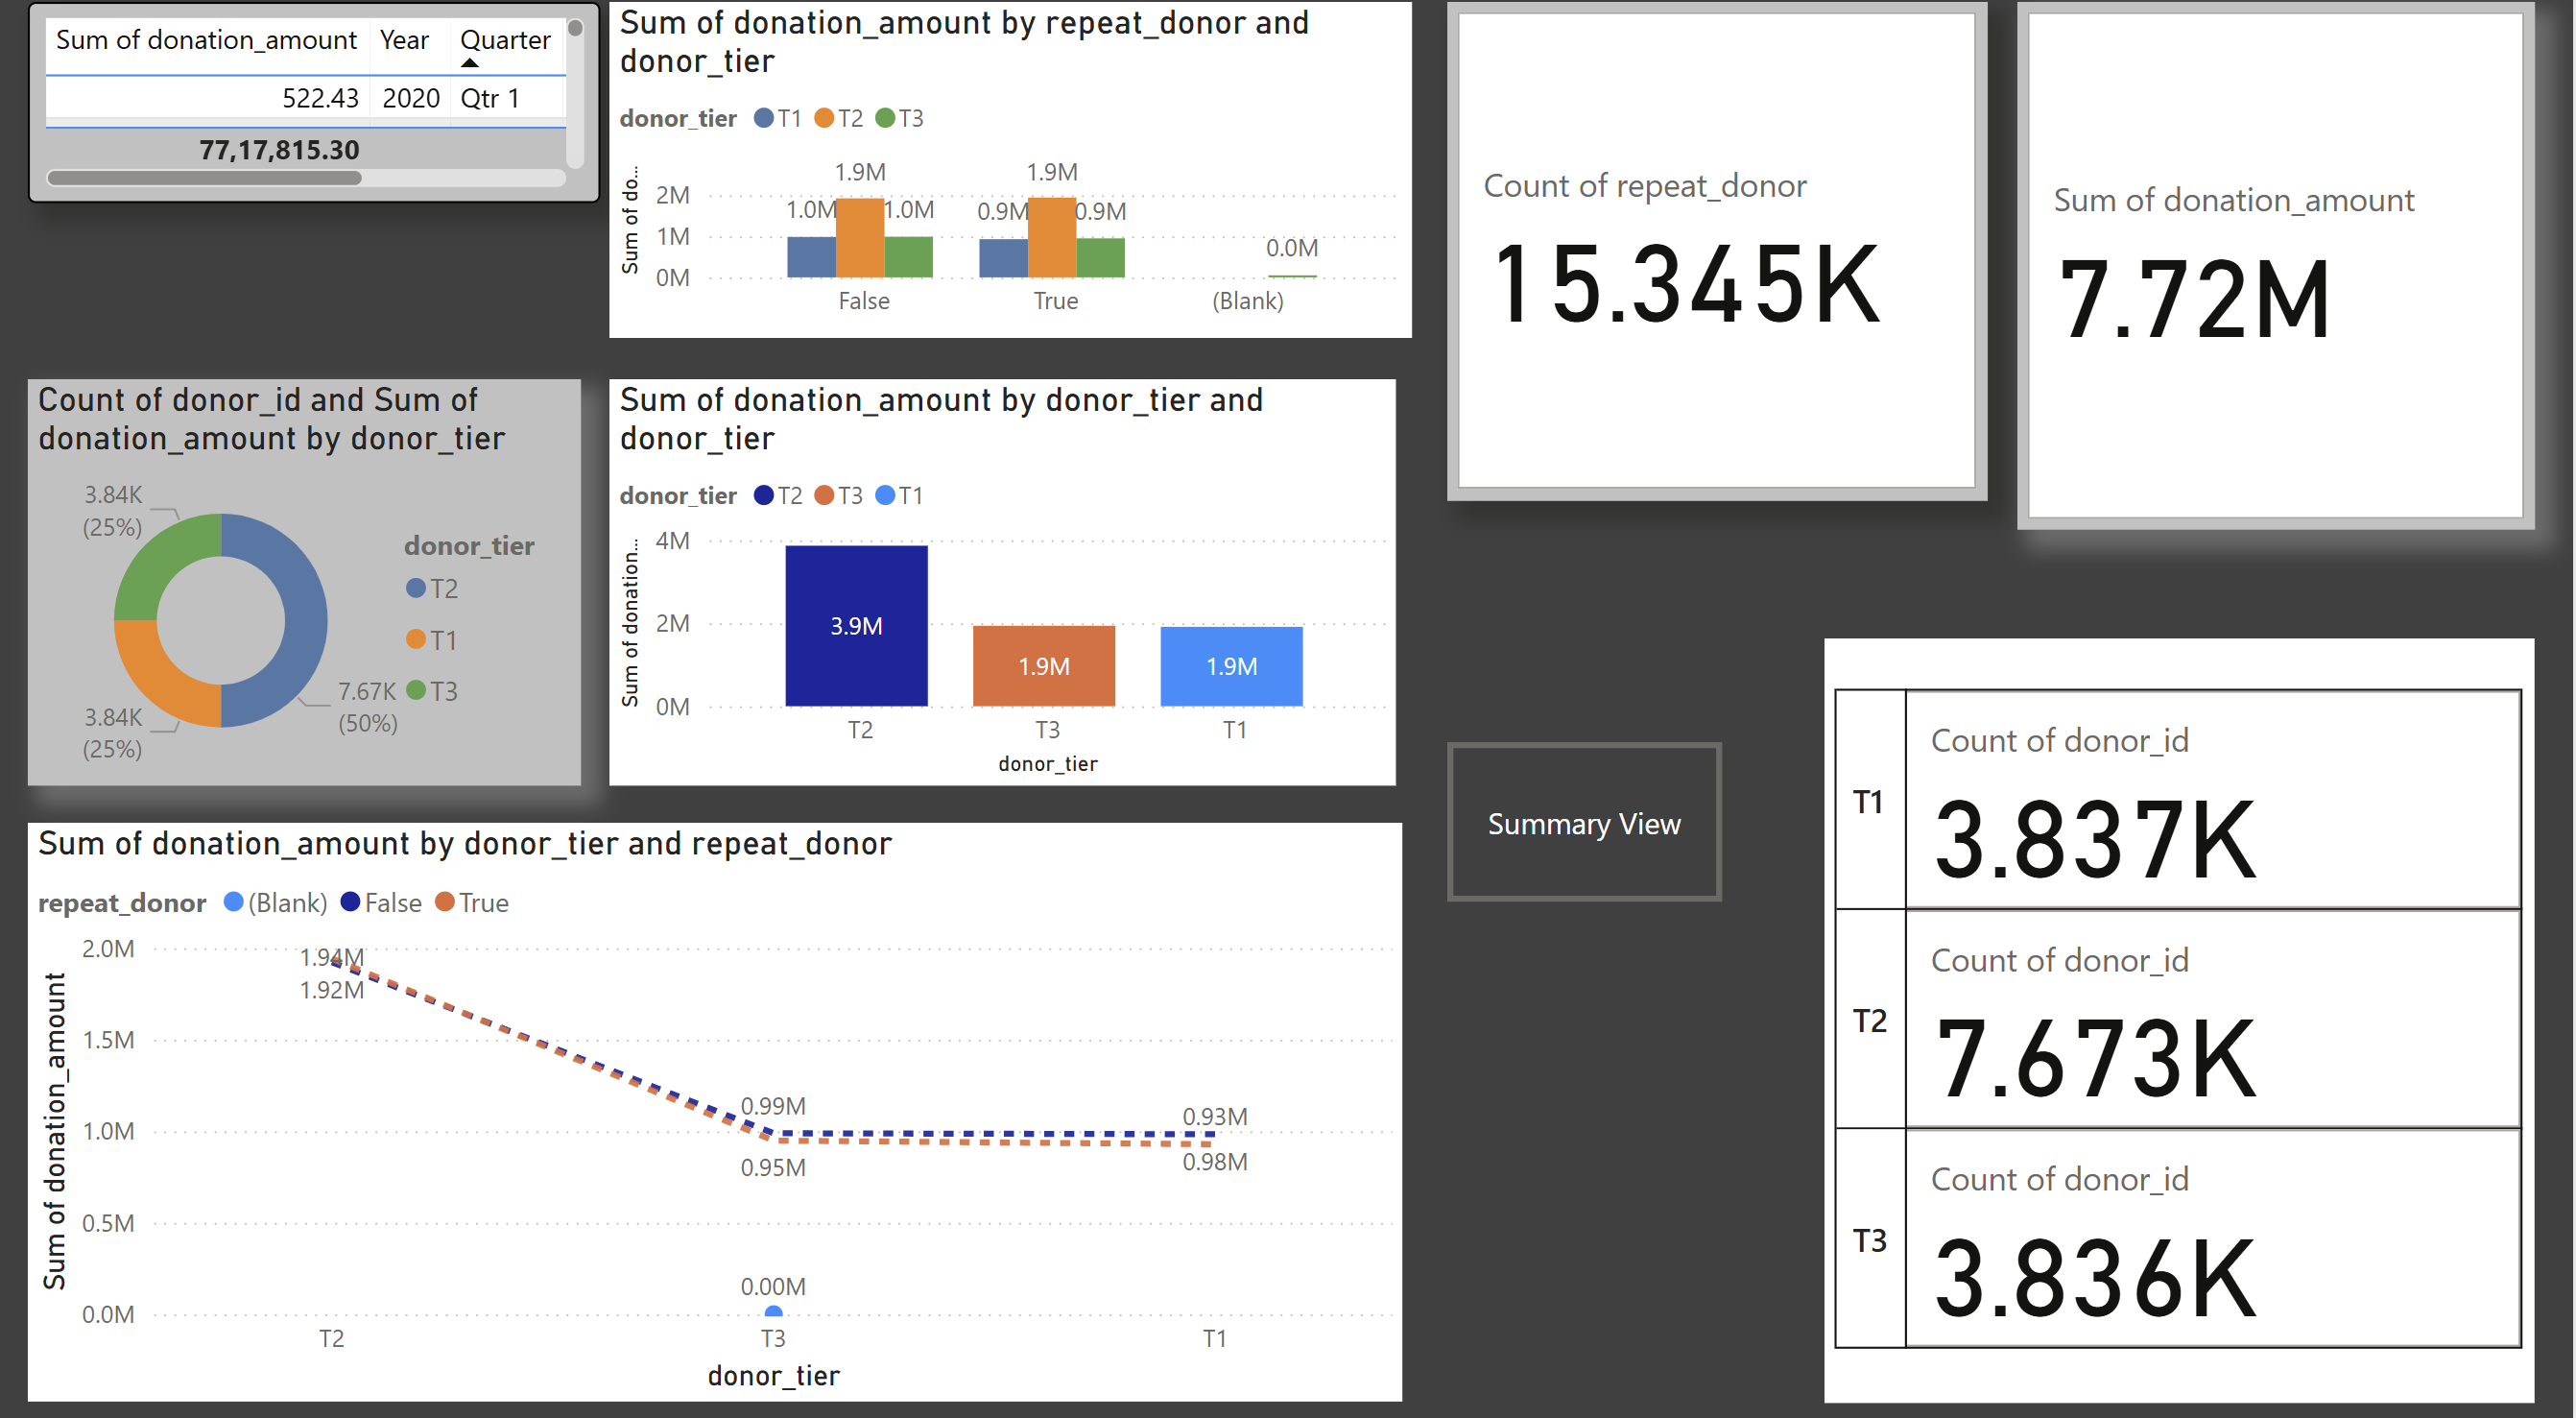 Sum of donation_amount Year Quarter
522.43 2020 Qtr 1
77,17,815.30
Sum of donation_amount by repeat_donor and
donor_tier
donor_tier T1 T2 T3
Sum of do...
2M
1M
0M
1.0M 1.9M 1.0M
0.9M 1.9M 0.9M
0.0M
False True (Blank)
Count of repeat_donor
15.345K
Sum of donation_amount
7.72M
Count of donor_id and Sum of
donation_amount by donor_tier
3.84K
(25%)
3.84K
(25%)
7.67K
(50%)
donor_tier
T2
T1
T3
Sum of donation_amount by donor_tier and
donor_tier
donor_tier T2 T3 T1
Sum of donation...
4M
2M
0M
3.9M 1.9M 1.9M
T2 T3 T1
donor_tier
Sum of donation_amount by donor_tier and repeat_donor
repeat_donor (Blank) False True
Sum of donation_amount
2.0M
1.5M
1.0M
0.5M
0.0M
1.94M
1.92M
0.99M
0.95M
0.93M
0.98M
0.00M
T2 T3 T1
donor_tier
Summary View
T1
Count of donor_id
3.837K
T2
Count of donor_id
7.673K
T3
Count of donor_id
3.836K